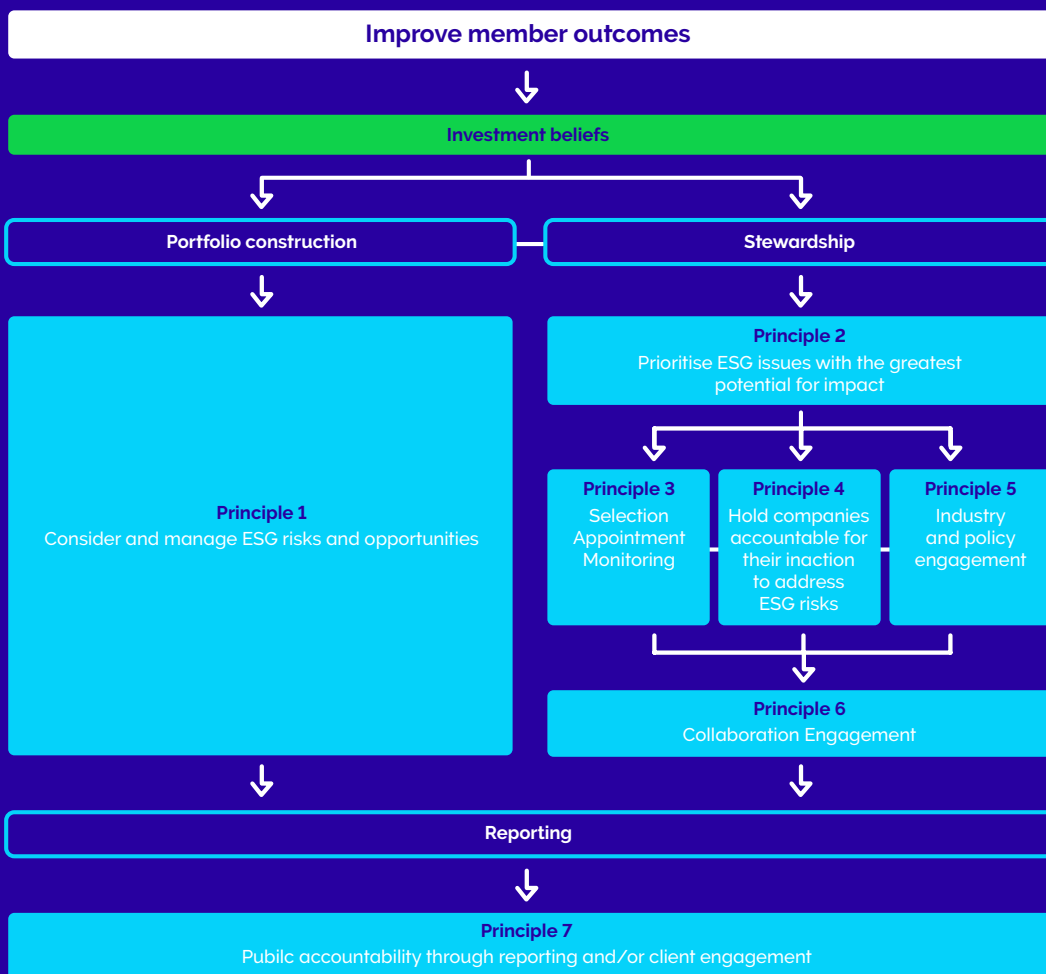 Improve member outcomes
Investment beliefs
Portfolio construction
Stewardship
Principle 1
Consider and manage ESG risks and opportunities
Principle 2
Prioritise ESG issues with the greatest
potential for impact
Principle 3
Selection
Appointment
Monitoring
Principle 4
Hold companies
accountable for
their inaction
to address
ESG risks
Principle 5
Industry
and policy
engagement
Principle 6
Collaboration Engagement
Reporting
Principle 7
Pubilc accountability through reporting and/or client engagement